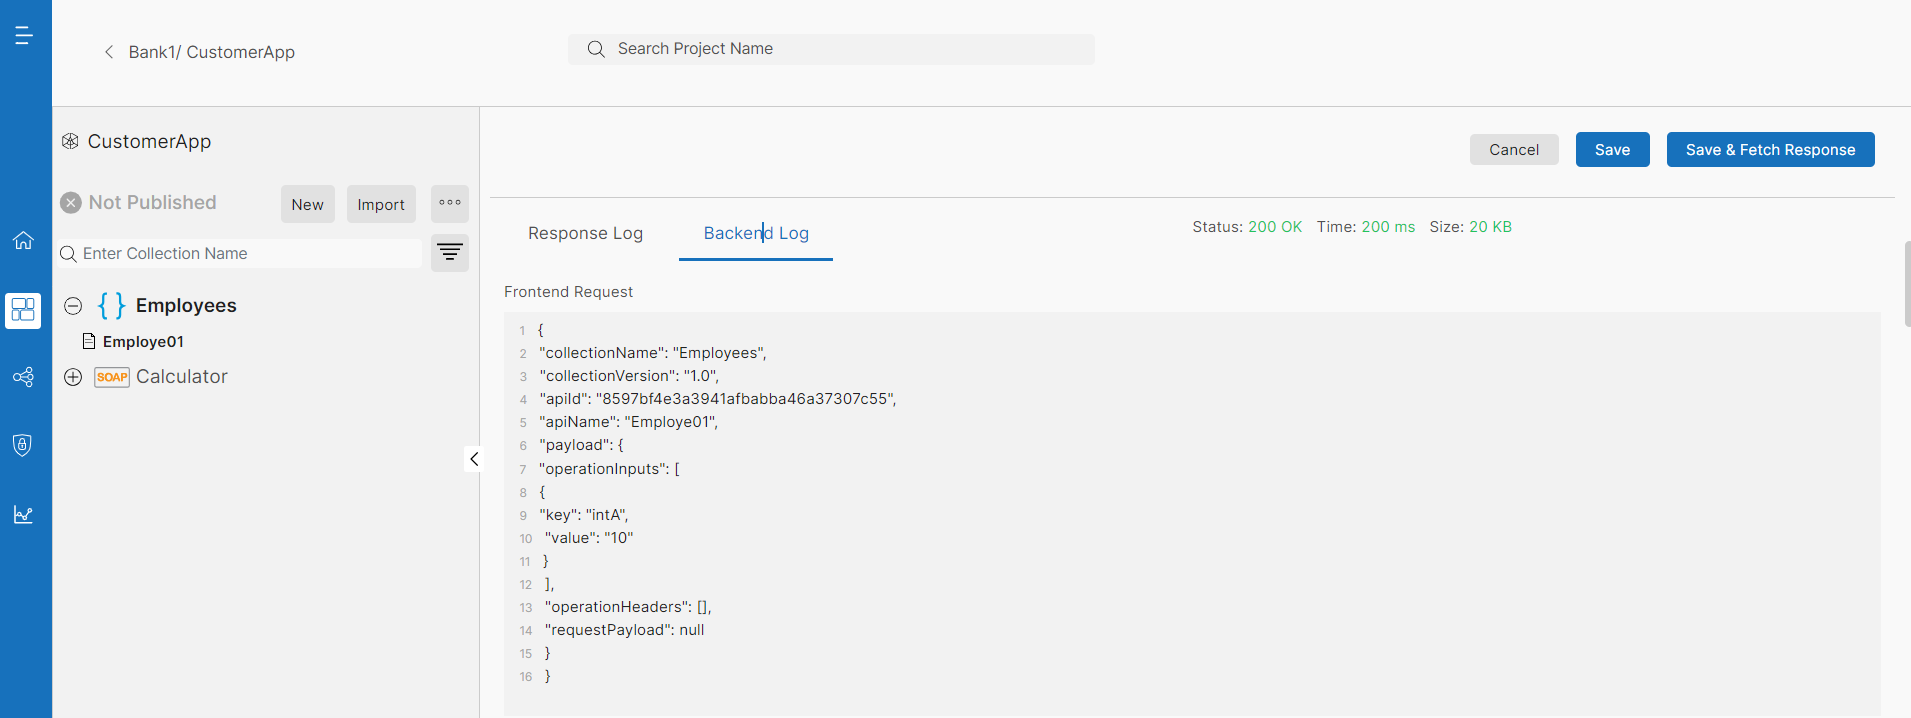 Bank1/ CustomerApp
Search Project Name
CustomerApp
Not Published
New
Import
Enter Collection Name
{ } Employees
Employe01
SOAP Calculator
Cancel
Save
Save & Fetch Response
Response Log
Backend Log
Status: 200 OK Time: 200 ms Size: 20 KB
Frontend Request
1 {
2 "collectionName": "Employees",
3 "collectionVersion": "1.0",
4 "apiId": "8597bf4e3a3941afbabba46a37307c55",
5 "apiName": "Employe01",
6 "payload": {
7 "operationInputs": [
8 {
9 "key": "intA",
10 "value": "10"
11 }
12 ],
13 "operationHeaders": [],
14 "requestPayload": null
15 }
16 }